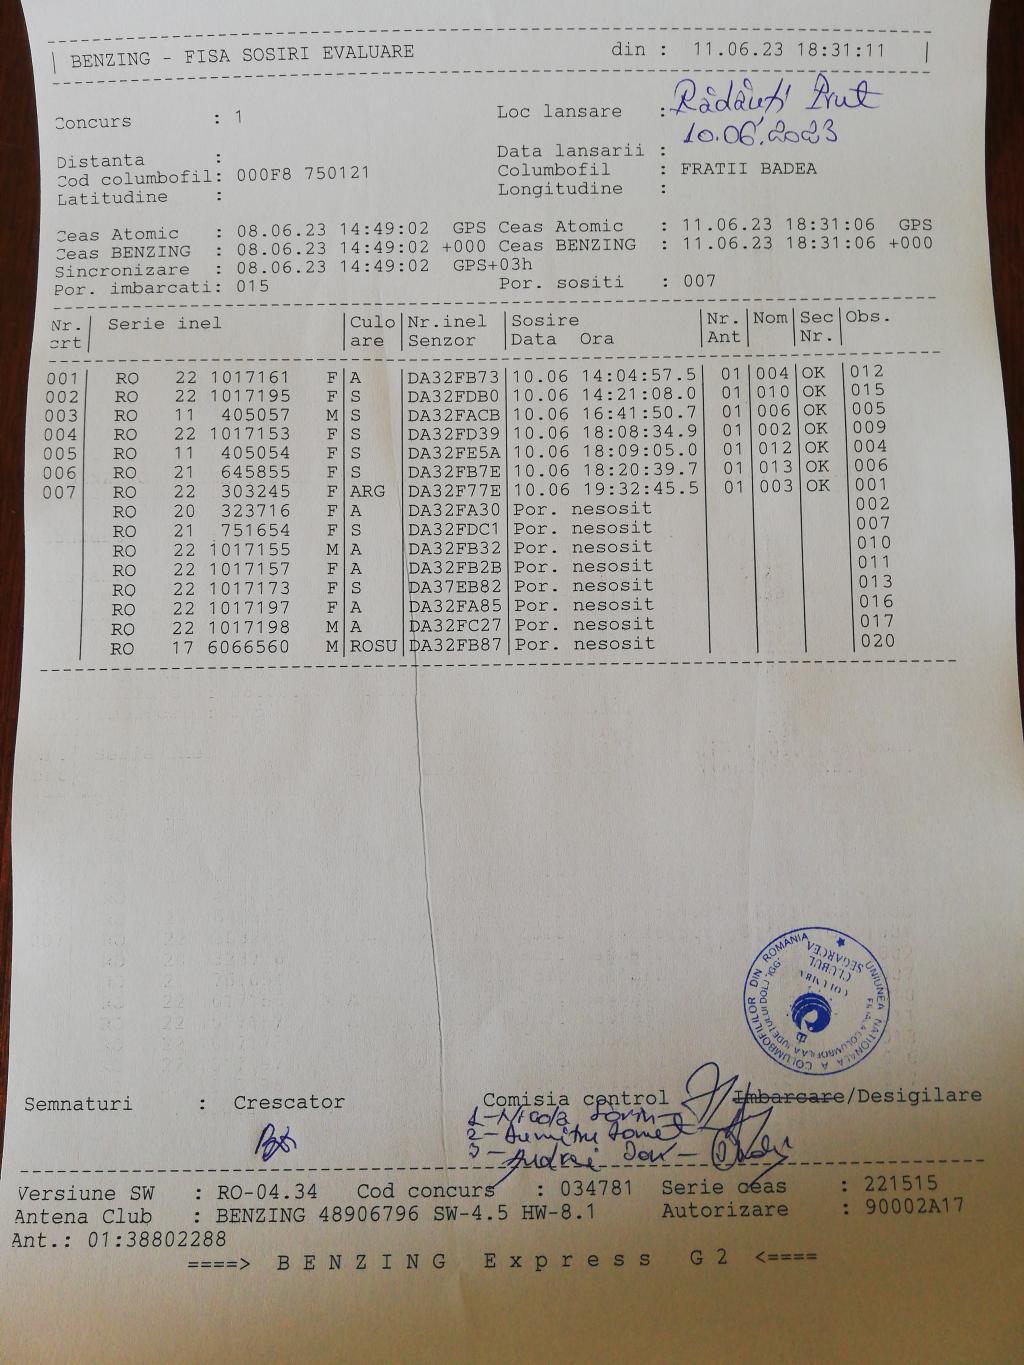 BENZING - FISA SOSIRI EVALUARE din : 11.06.23 18:31:11
Concurs : 1 Loc lansare : Rădăuți Prut
10.06.2023
Distanta : Data lansarii :
Cod columbofil: 000F8 750121 Columbofil : FRATII BADEA
Latitudine : Longitudine :
Ceas Atomic : 08.06.23 14:49:02 GPS Ceas Atomic : 11.06.23 18:31:06 GPS
Ceas BENZING : 08.06.23 14:49:02 +000 Ceas BENZING : 11.06.23 18:31:06 +000
Sincronizare : 08.06.23 14:49:02 GPS+03h
Por. imbarcati: 015 Por. sositi : 007
Nr. Serie inel Culo Nr.inel Sosire Nr. Nom Sec Obs.
crt are Senzor Data Ora Ant Nr.
001 RO 22 1017161 F A DA32FB73 10.06 14:04:57.5 01 004 OK 012
002 RO 22 1017195 F S DA32FDB0 10.06 14:21:08.0 01 010 OK 015
003 RO 11 405057 M S DA32FACB 10.06 16:41:50.7 01 006 OK 005
004 RO 22 1017153 F S DA32FD39 10.06 18:08:34.9 01 002 OK 009
005 RO 11 405054 F S DA32FE5A 10.06 18:09:05.0 01 012 OK 004
006 RO 21 645855 F S DA32FB7E 10.06 18:20:39.7 01 013 OK 006
007 RO 22 303245 F ARG DA32F77E 10.06 19:32:45.5 01 003 OK 001
RO 20 323716 F A DA32FA30 Por. nesosit 002
RO 21 751654 F S DA32FDC1 Por. nesosit 007
RO 22 1017155 M A DA32FB32 Por. nesosit 010
RO 22 1017157 F A DA32FB2B Por. nesosit 011
RO 22 1017173 F S DA37EB82 Por. nesosit 013
RO 22 1017197 F A DA32FA85 Por. nesosit 016
RO 22 1017198 M A DA32FC27 Por. nesosit 017
RO 17 6066560 M ROSU DA32FB87 Por. nesosit 020
UNIUNEA NATIONALA A COLUMBOFILILOR DIN ROMANIA
CLUBUL
SEGARCEA
Semnaturi : Crescator Comisia control Imbarcare/Desigilare
1-Nicola Sorin
2-Dumitru Ionut
3-Andrei Dan
Versiune SW : RO-04.34 Cod concurs : 034781 Serie ceas : 221515
Antena Club : BENZING 48906796 SW-4.5 HW-8.1 Autorizare : 90002A17
Ant.: 01:38802288
====> BENZING Express G2 <====